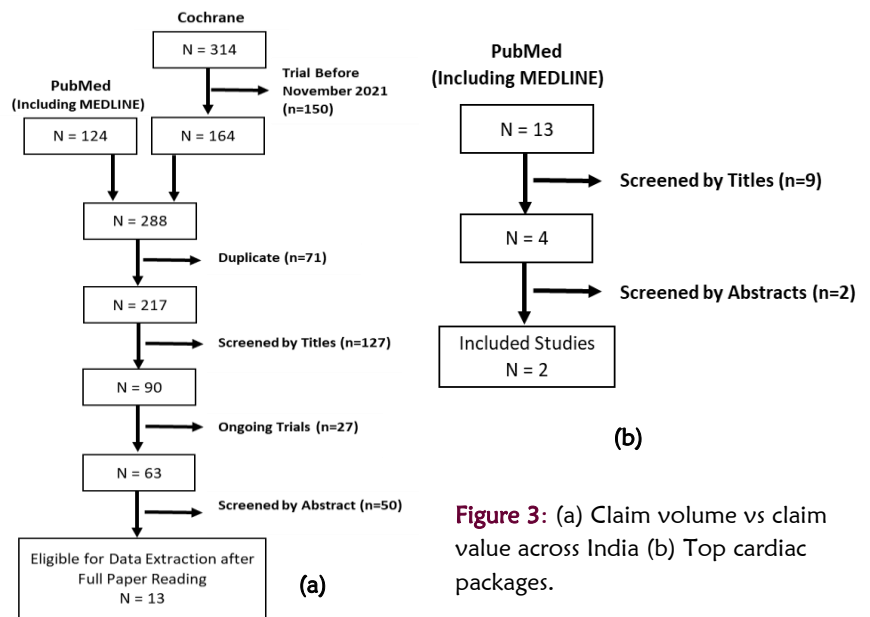 Cochrane
N = 314
Trial Before
November 2021
(n=150)
PubMed
(Including MEDLINE)
N = 124
N = 164
N = 288
Duplicate (n=71)
N = 217
Screened by Titles (n=127)
N = 90
Ongoing Trials (n=27)
N = 63
Screened by Abstract (n=50)
Eligible for Data Extraction after
Full Paper Reading
N = 13
(a)
PubMed
(Including MEDLINE)
N = 13
Screened by Titles (n=9)
N = 4
Screened by Abstracts (n=2)
Included Studies
N = 2
(b)
Figure 3: (a) Claim volume vs claim
value across India (b) Top cardiac
packages.